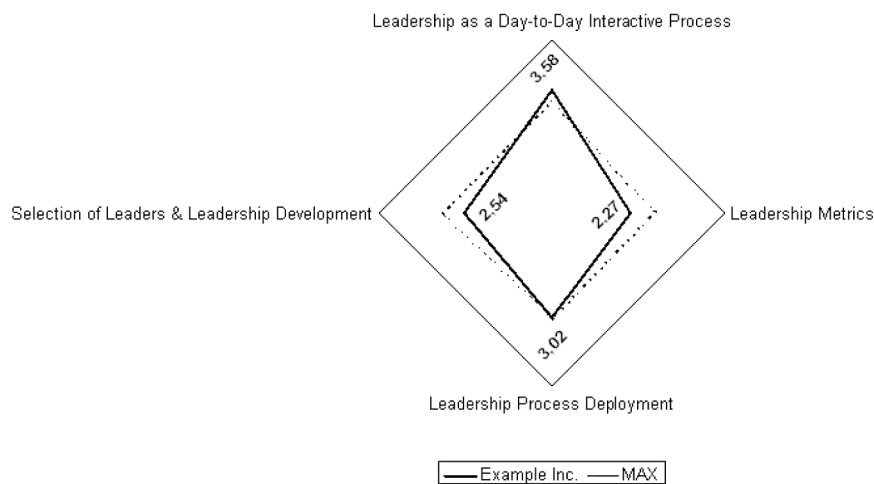 Leadership as a Day-to-Day Interactive Process
3,58
Selection of Leaders & Leadership Development
2,54
2,27
Leadership Metrics
3,02
Leadership Process Deployment
Example Inc.
MAX